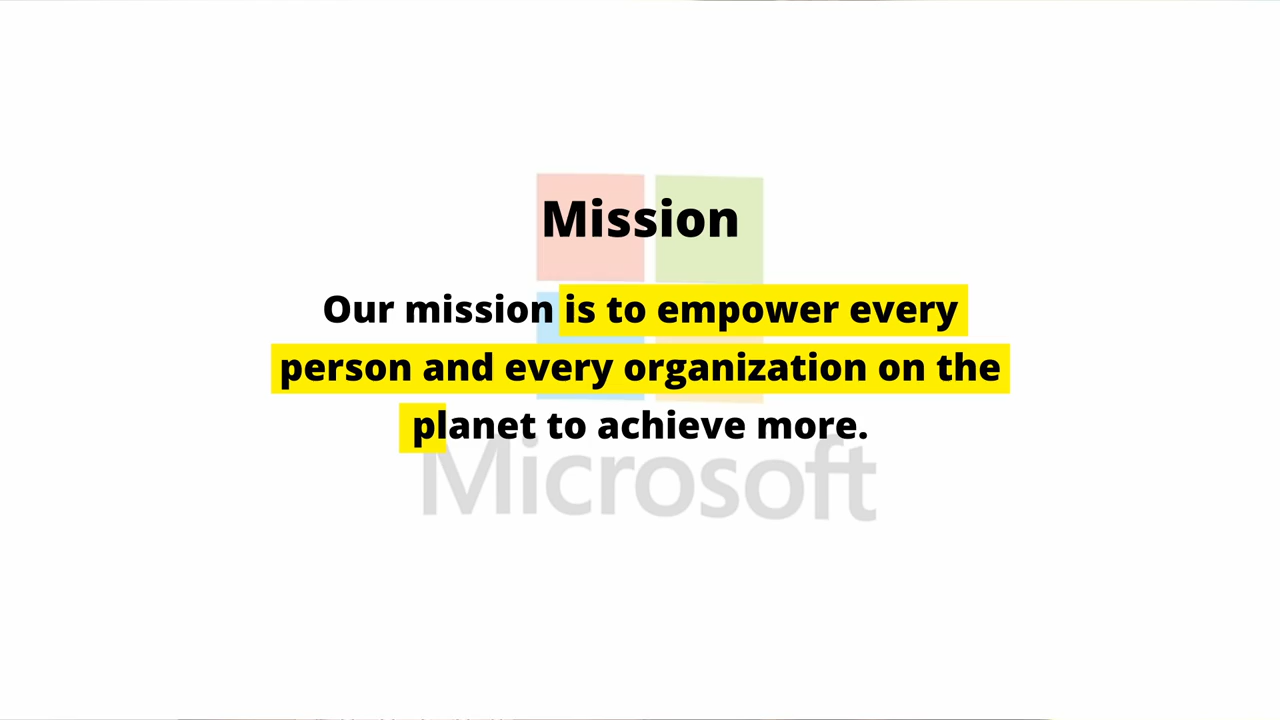 Mission
Our mission is to empower every
person and every organization on the
planet to achieve more.
Microsoft